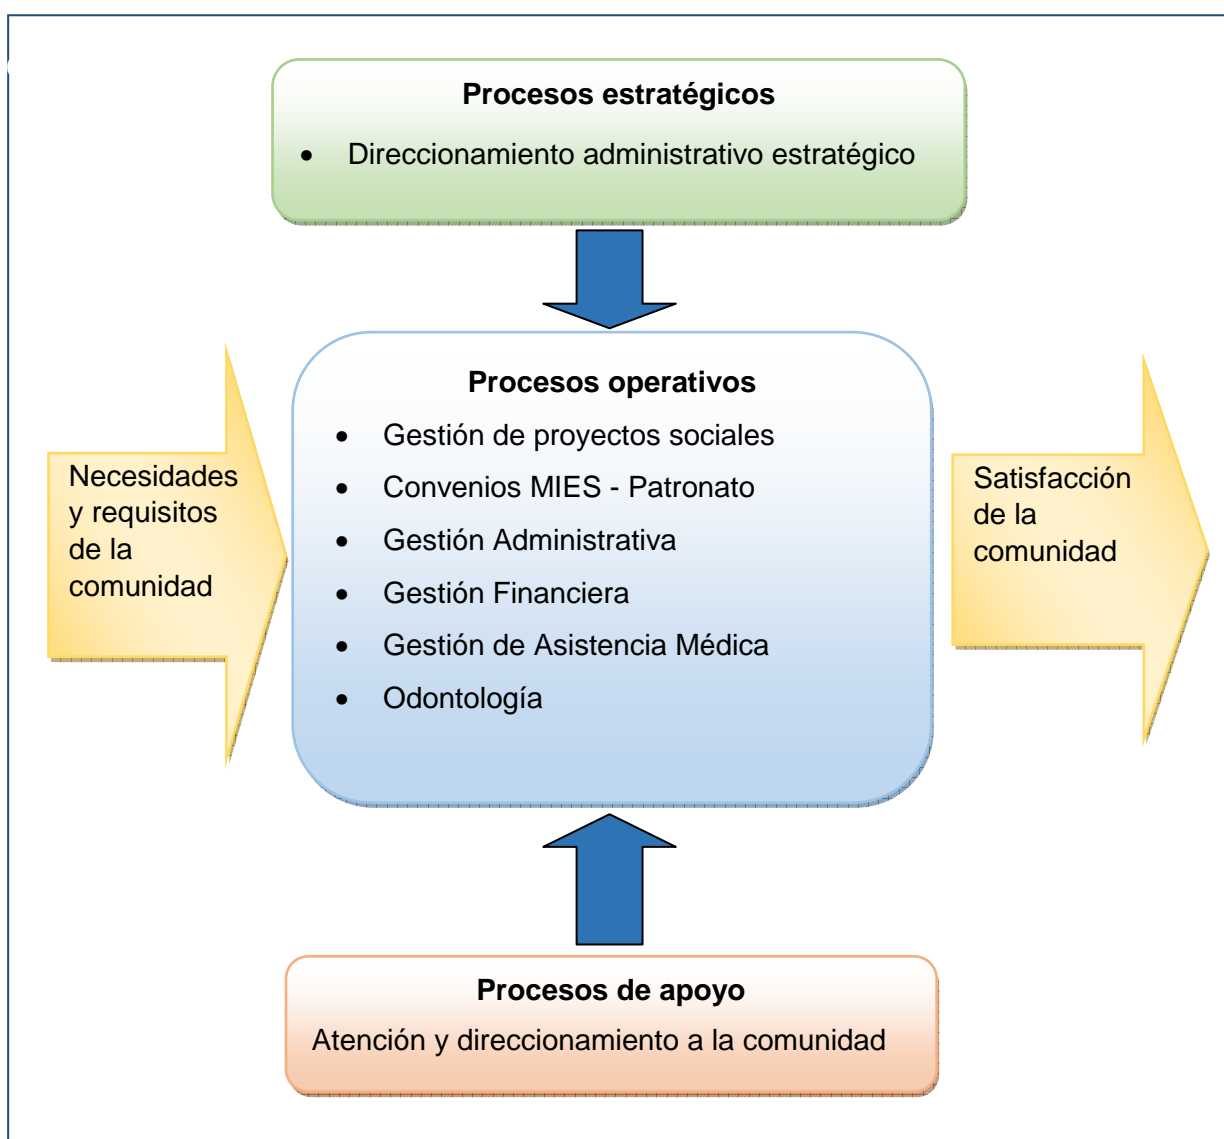 Procesos estratégicos
• Direccionamiento administrativo estratégico
Necesidades
y requisitos
de la
comunidad
Procesos operativos
• Gestión de proyectos sociales
• Convenios MIES - Patronato
• Gestión Administrativa
• Gestión Financiera
• Gestión de Asistencia Médica
• Odontología
Satisfacción
de la
comunidad
Procesos de apoyo
Atención y direccionamiento a la comunidad